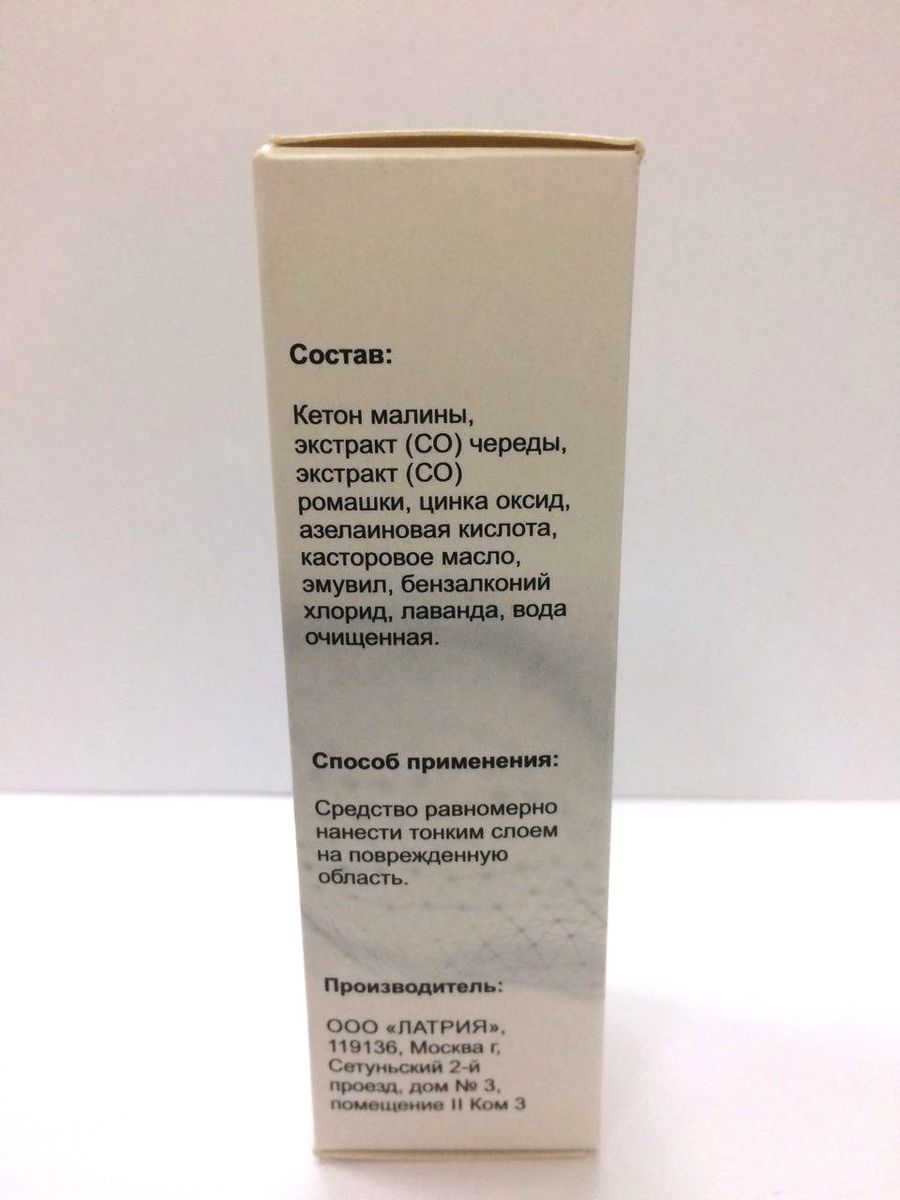 Состав:
Кетон малины,
экстракт (СО) череды,
экстракт (СО)
ромашки, цинка оксид,
азелаиновая кислота,
касторовое масло,
эмувил, бензалконий
хлорид, лаванда, вода
очищенная.
Способ применения:
Средство равномерно
нанести тонким слоем
на поврежденную
область.
Производитель:
ООО «ЛАТРИЯ»,
119136, Москва г,
Сетуньский 2-й
проезд, дом № 3,
помещение II Ком 3